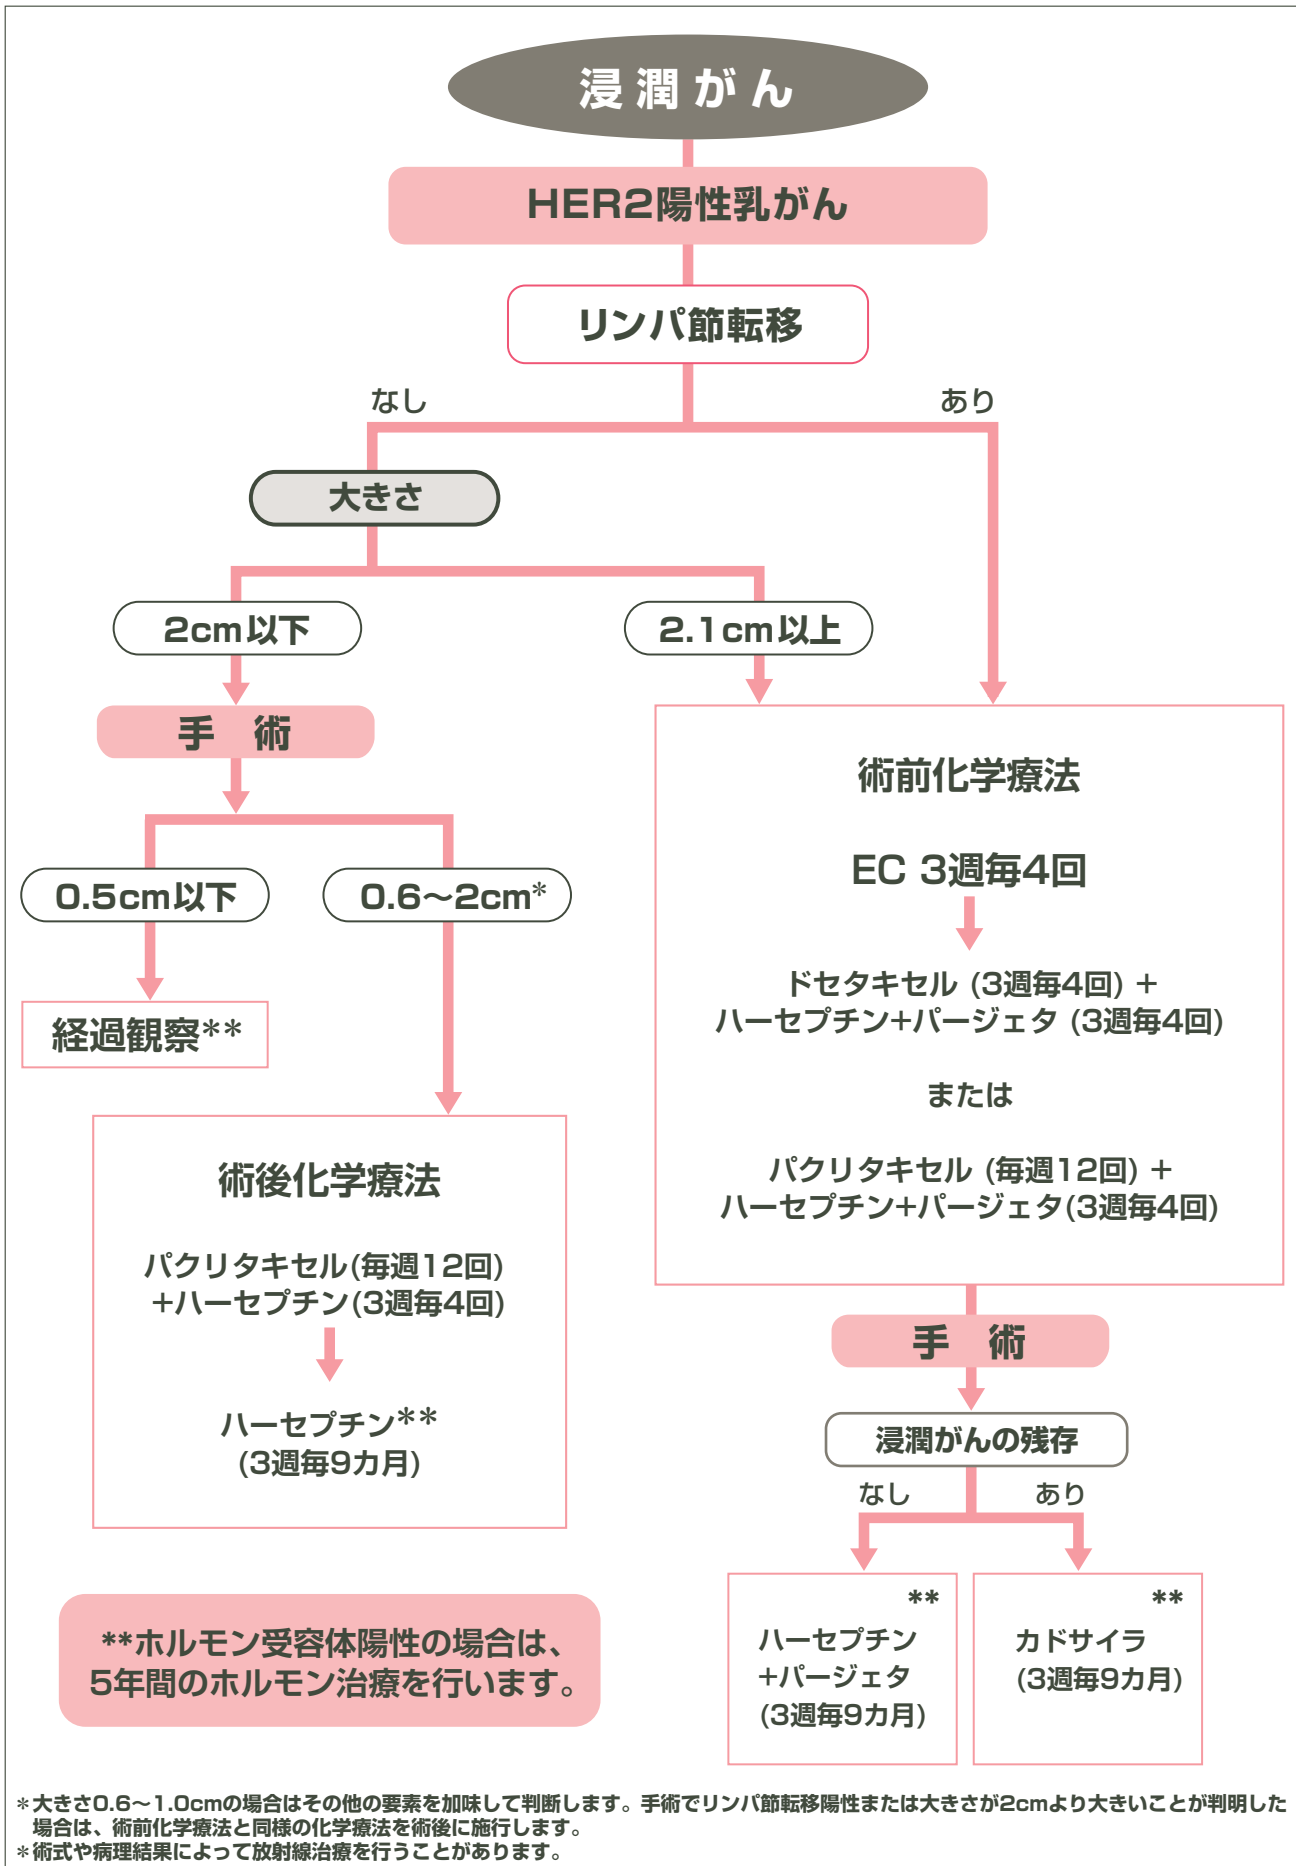 浸潤がん
HER2陽性乳がん
リンパ節転移
なし
あり
大きさ
2cm以下
2.1cm以上
手 術
0.5cm以下
0.6〜2cm*
経過観察**
術後化学療法
パクリタキセル(毎週12回)
+ハーセプチン(3週毎4回)
ハーセプチン**
(3週毎9カ月)
術前化学療法
EC 3週毎4回
ドセタキセル (3週毎4回) +
ハーセプチン+パージェタ (3週毎4回)
または
パクリタキセル (毎週12回) +
ハーセプチン+パージェタ(3週毎4回)
手 術
浸潤がんの残存
なし
あり
**
ハーセプチン
+パージェタ
(3週毎9カ月)
**
カドサイラ
(3週毎9カ月)
**ホルモン受容体陽性の場合は、
5年間のホルモン治療を行います。
*大きさ0.6〜1.0cmの場合はその他の要素を加味して判断します。手術でリンパ節転移陽性または大きさが2cmより大きいことが判明した
場合は、術前化学療法と同様の化学療法を術後に施行します。
*術式や病理結果によって放射線治療を行うことがあります。